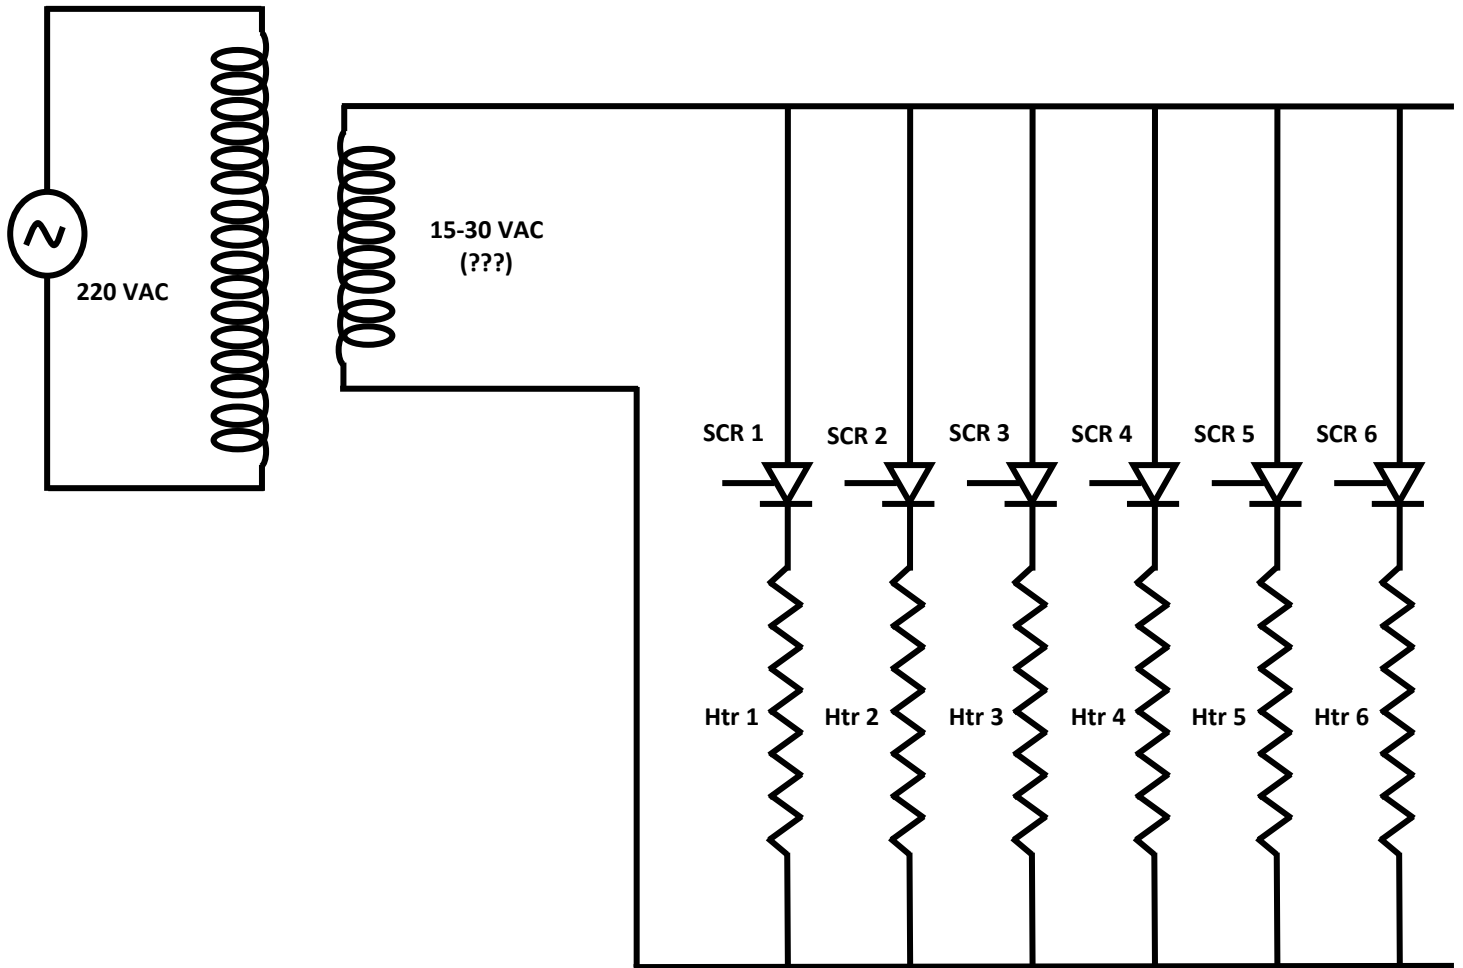 15-30 VAC
(???)
220 VAC
SCR 1
SCR 2
SCR 3
SCR 4
SCR 5
SCR 6
Htr 1
Htr 2
Htr 3
Htr 4
Htr 5
Htr 6